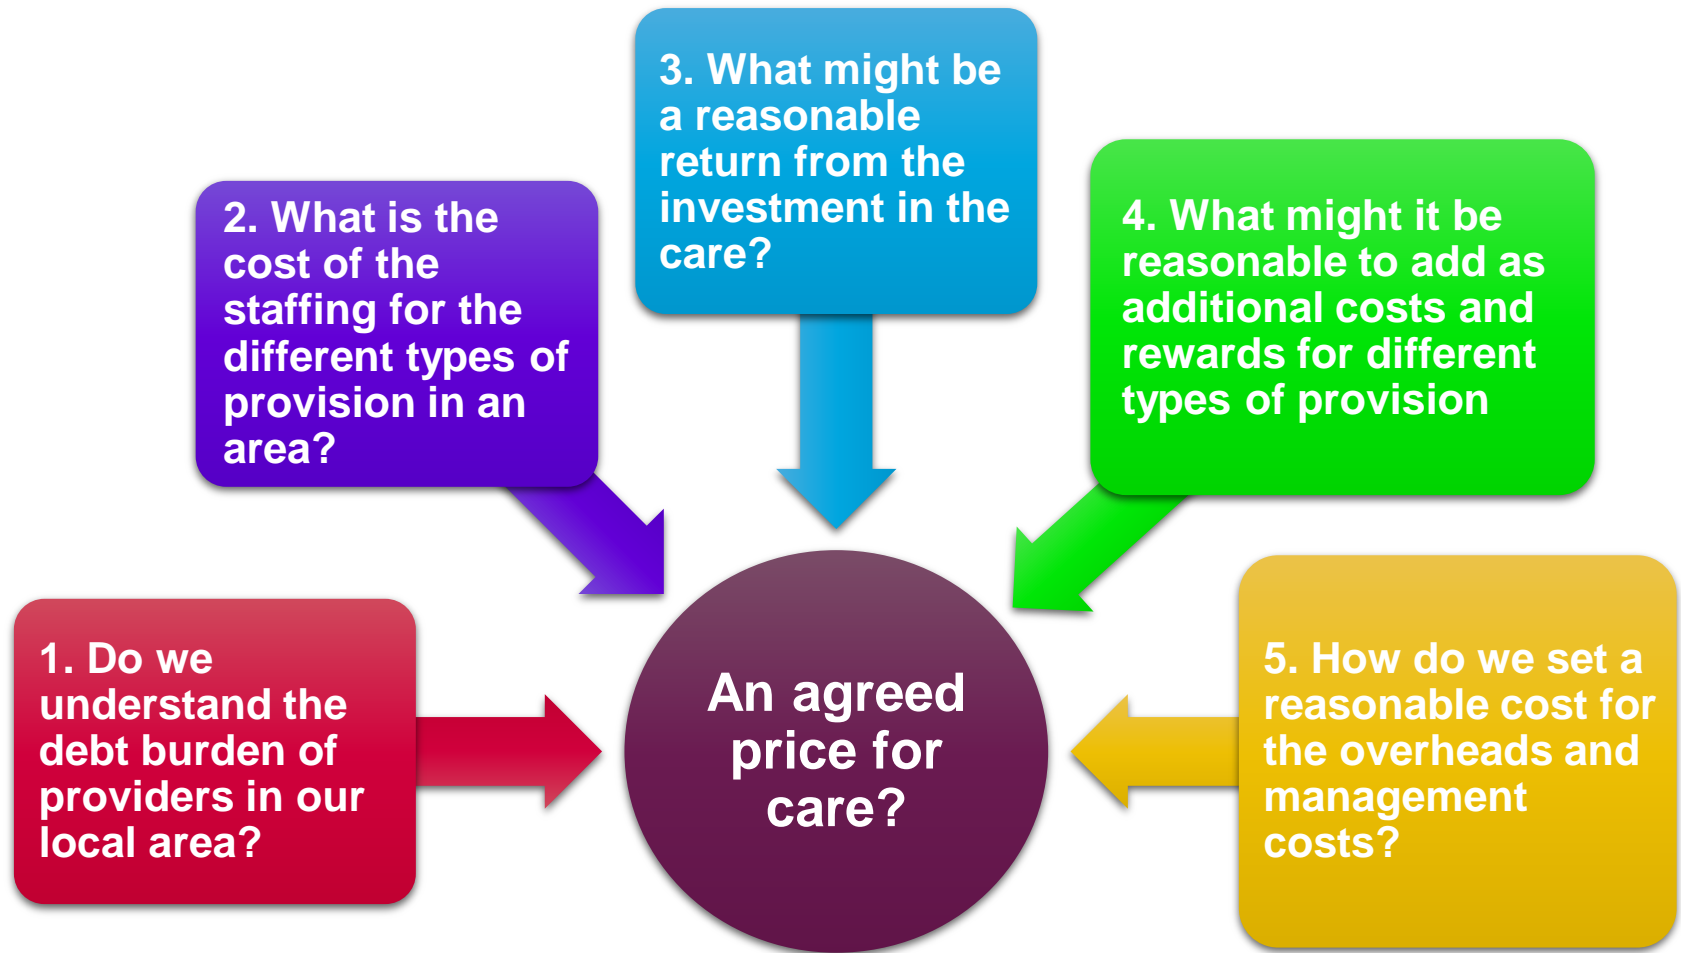 1. Do we
understand the
debt burden of
providers in our
local area?
2. What is the
cost of the
staffing for the
different types of
provision in an
area?
3. What might be
a reasonable
return from the
investment in the
care?
4. What might it be
reasonable to add as
additional costs and
rewards for different
types of provision
5. How do we set a
reasonable cost for
the overheads and
management
costs?
An agreed
price for
care?